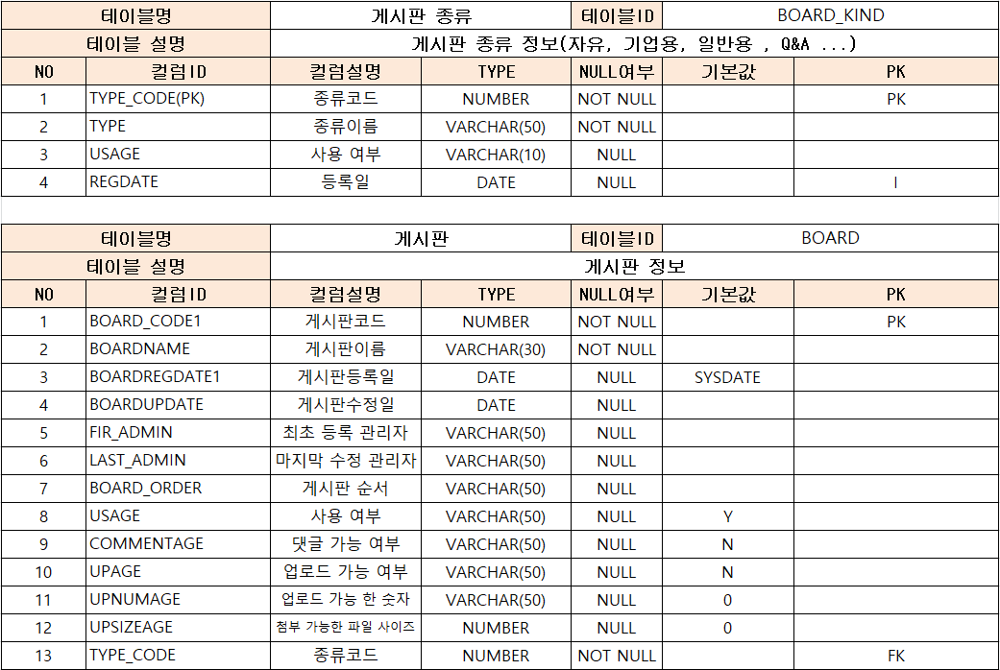 테이블명 게시판 종류 테이블ID BOARD_KIND
테이블 설명 게시판 종류 정보(자유, 기업용, 일반용 , Q&A ...)
NO 컬럼ID 컬럼설명 TYPE NULL여부 기본값 PK
1 TYPE_CODE(PK) 종류코드 NUMBER NOT NULL PK
2 TYPE 종류이름 VARCHAR(50) NOT NULL
3 USAGE 사용 여부 VARCHAR(10) NULL
4 REGDATE 등록일 DATE NULL I
테이블명 게시판 테이블ID BOARD
테이블 설명 게시판 정보
NO 컬럼ID 컬럼설명 TYPE NULL여부 기본값 PK
1 BOARD_CODE1 게시판코드 NUMBER NOT NULL PK
2 BOARDNAME 게시판이름 VARCHAR(30) NOT NULL
3 BOARDREGDATE1 게시판등록일 DATE NULL SYSDATE
4 BOARDUPDATE 게시판수정일 DATE NULL
5 FIR_ADMIN 최초 등록 관리자 VARCHAR(50) NULL
6 LAST_ADMIN 마지막 수정 관리자 VARCHAR(50) NULL
7 BOARD_ORDER 게시판 순서 VARCHAR(50) NULL
8 USAGE 사용 여부 VARCHAR(50) NULL Y
9 COMMENTAGE 댓글 가능 여부 VARCHAR(50) NULL N
10 UPAGE 업로드 가능 여부 VARCHAR(50) NULL N
11 UPNUMAGE 업로드 가능 한 숫자 VARCHAR(50) NULL 0
12 UPSIZEAGE 첨부 가능한 파일 사이즈 NUMBER NULL 0
13 TYPE_CODE 종류코드 NUMBER NOT NULL FK